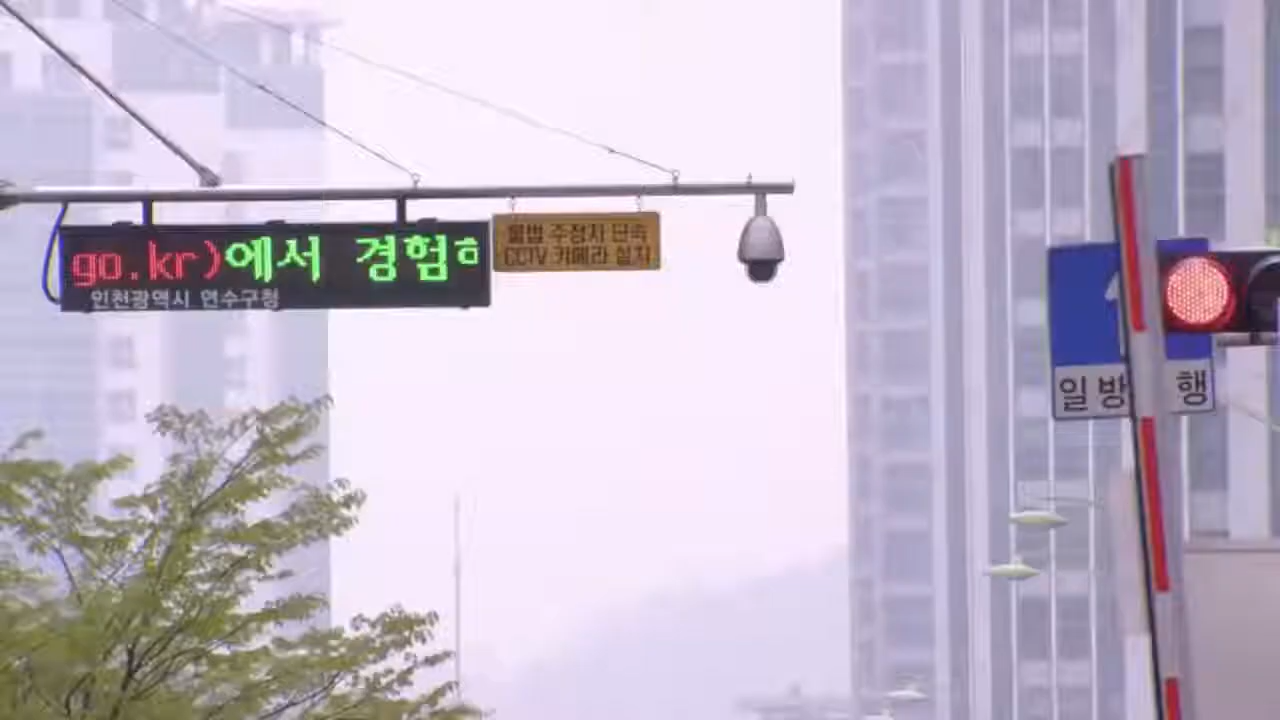 go.kr)에서 경험ㅎ
인천광역시 연수구청
불법 주정차 단속
CCTV 카메라 설치
일방 행